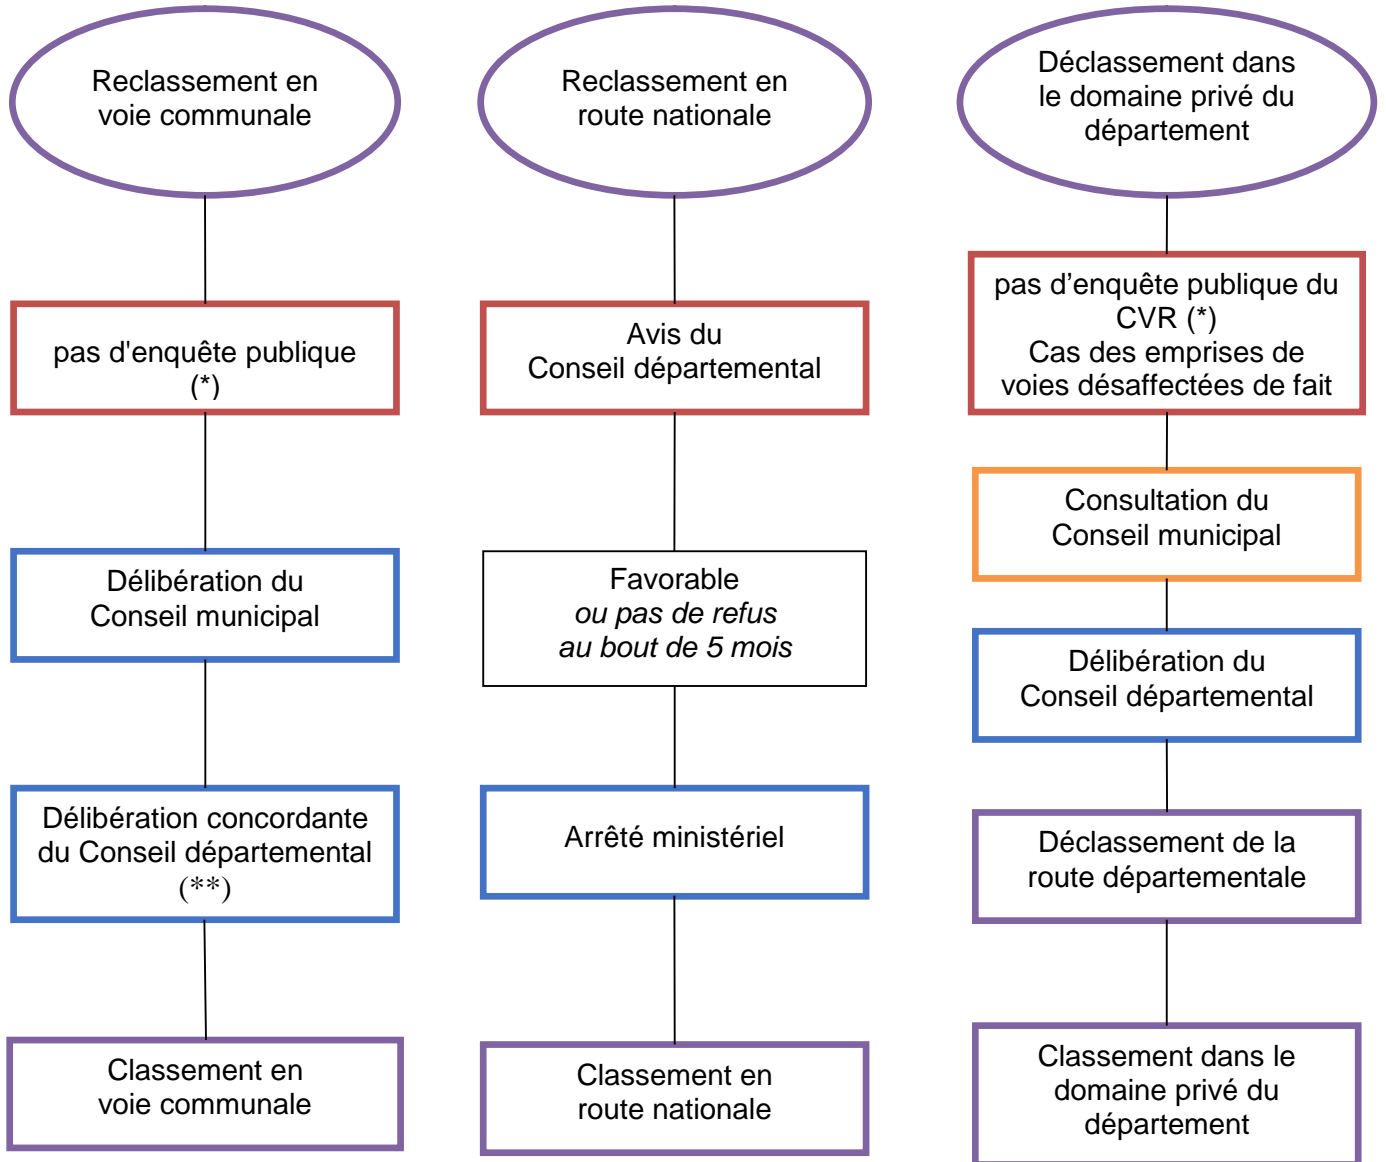 Reclassement en
voie communale
pas d'enquête publique
(*)
Délibération du
Conseil municipal
Délibération concordante
du Conseil départemental
(**)
Classement en
voie communale
Reclassement en
route nationale
Avis du
Conseil départemental
Favorable
ou pas de refus
au bout de 5 mois
Arrêté ministériel
Classement en
route nationale
Déclassement dans
le domaine privé du
département
pas d’enquête publique du
CVR (*)
Cas des emprises de
voies désaffectées de fait
Consultation du
Conseil municipal
Délibération du
Conseil départemental
Déclassement de la
route départementale
Classement dans le
domaine privé du
département